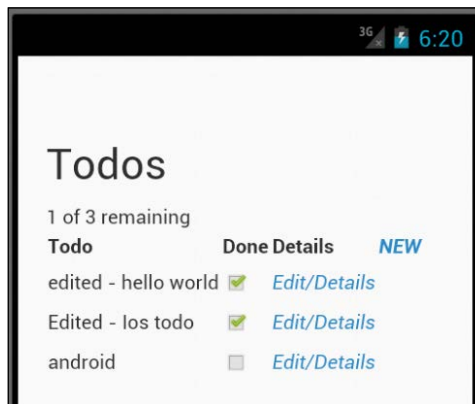 3G 6:20
Todos
1 of 3 remaining
Todo Done Details NEW
edited - hello world Edit/Details
Edited - Ios todo Edit/Details
android Edit/Details